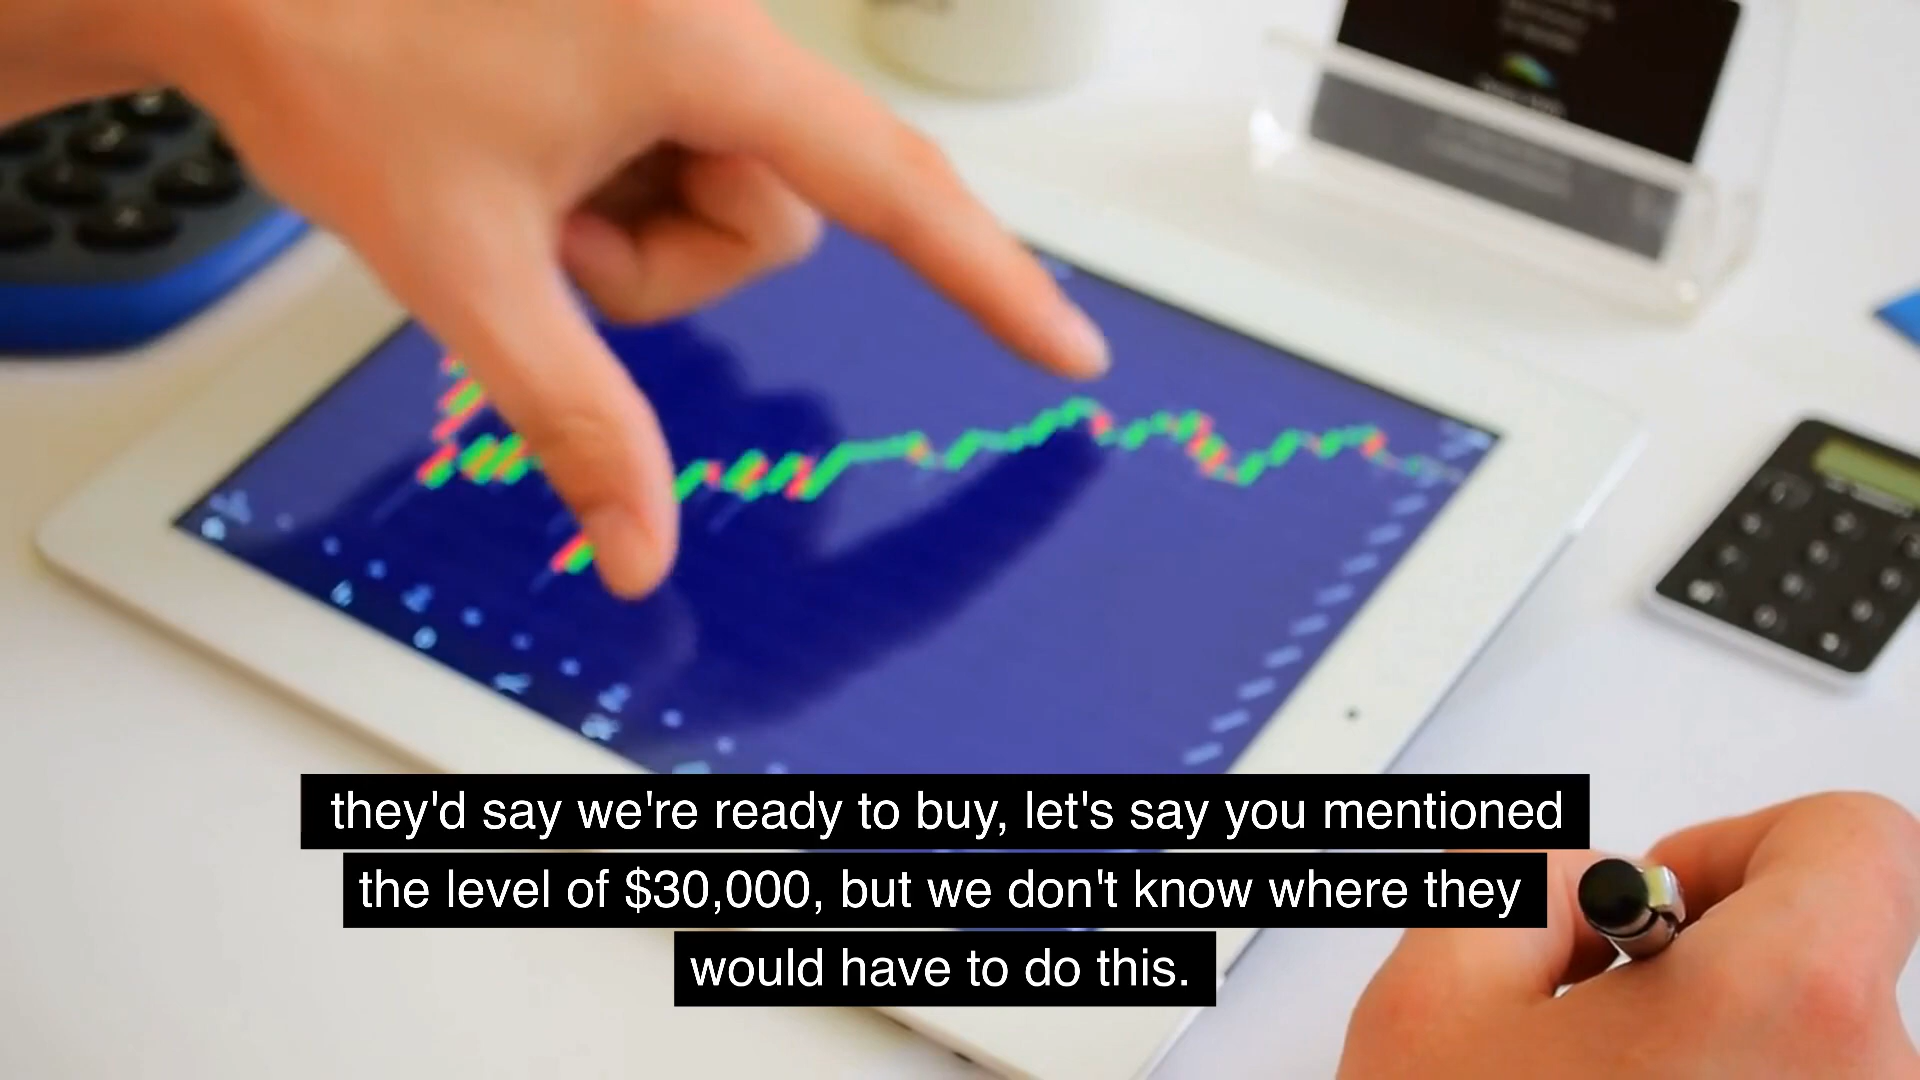 they'd say we're ready to buy, let's say you mentioned
the level of $30,000, but we don't know where they
would have to do this.